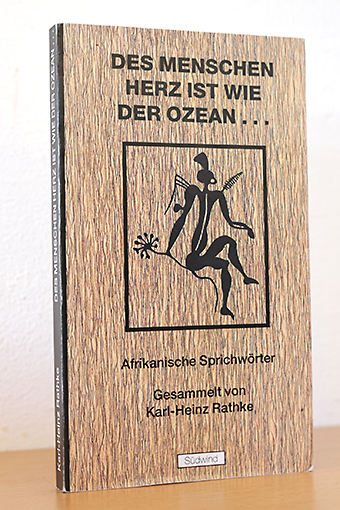 DES MENSCHEN
HERZ IST WIE
DER OZEAN...
Afrikanische Sprichwörter
Gesammelt von
Karl-Heinz Rathke
Südwind
DES MENSCHEN HERZ IST WIE DER OZEAN...
Karl-Heinz Rathke